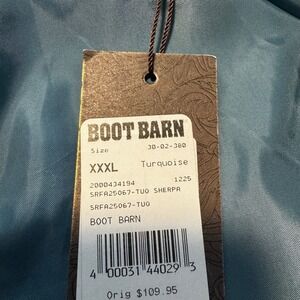 BOOT BARN
Size 30-02-380
XXXL Turquoise
2000434194 1225
SRFA25067-TUQ SHERPA
SRFA25067-TUQ
BOOT BARN
4 00031 44029 3
Orig $109.95